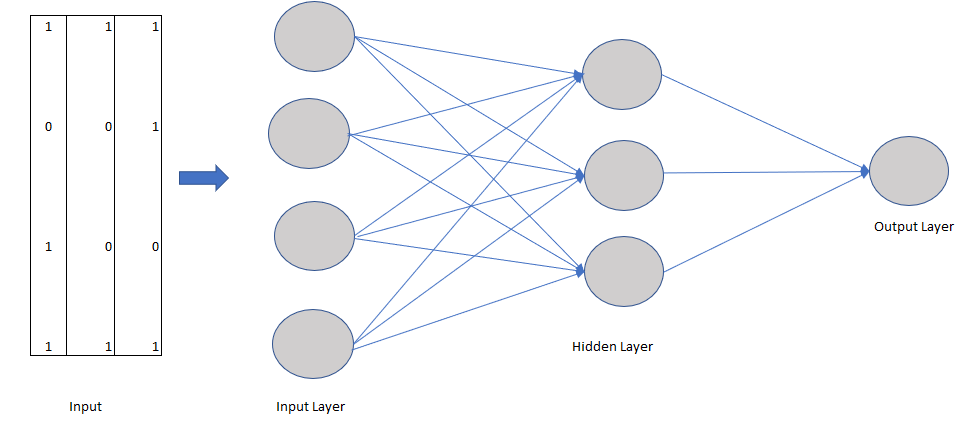 1 1 1
0 0 1
1 0 0
1 1 1
Output Layer
Hidden Layer
Input
Input Layer